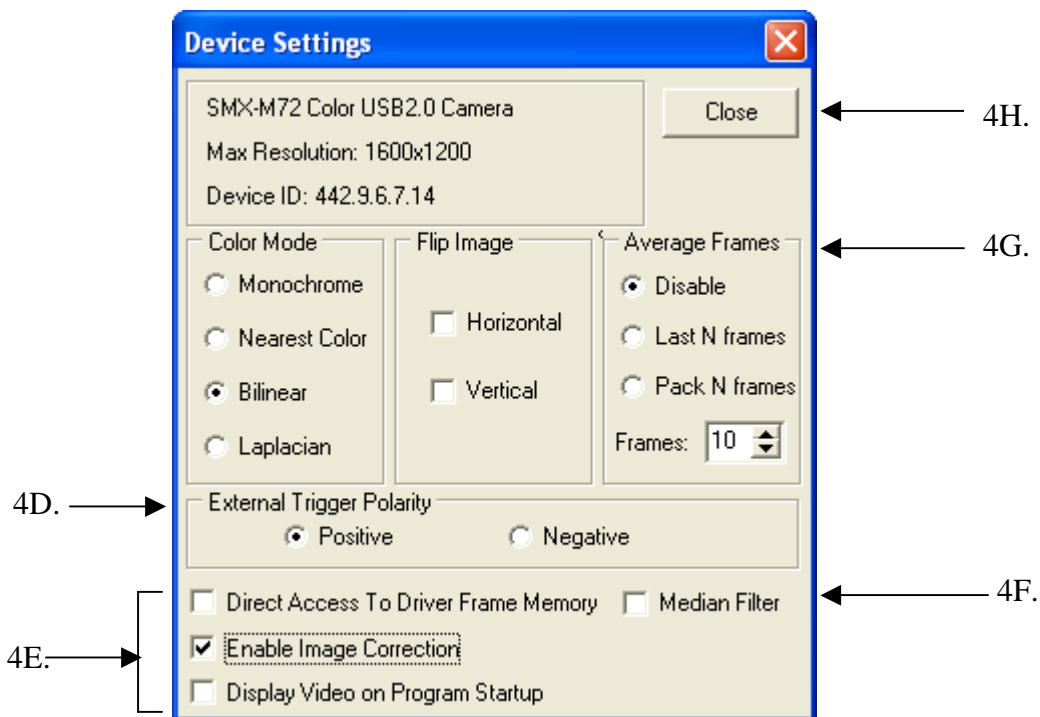 Device Settings
SMX-M72 Color USB2.0 Camera
Max Resolution: 1600x1200
Device ID: 442.9.6.7.14
Close
4H.
Color Mode
Monochrome
Nearest Color
Bilinear
Laplacian
Flip Image
Horizontal
Vertical
Average Frames
Disable
Last N frames
Pack N frames
Frames: 10
4G.
4D.
External Trigger Polarity
Positive Negative
Direct Access To Driver Frame Memory Median Filter
4F.
4E.
Enable Image Correction
Display Video on Program Startup